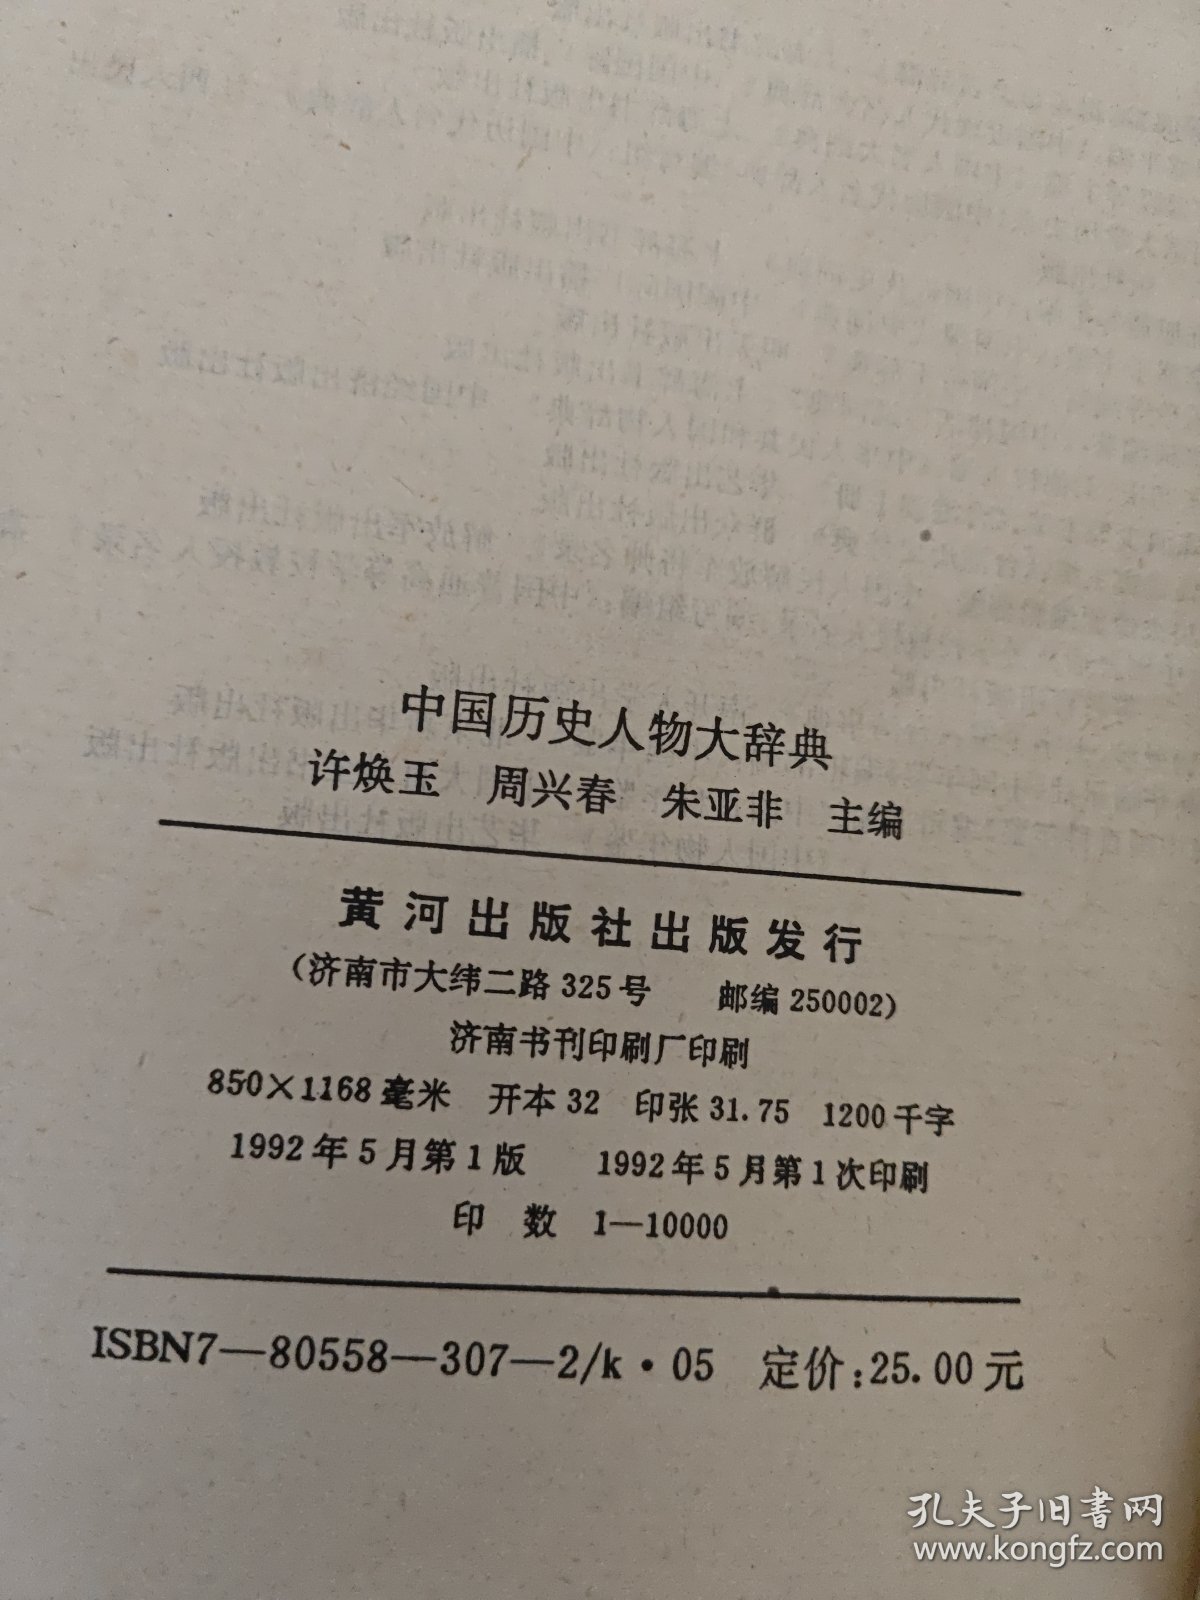 中国历史人物大辞典
许焕玉 周兴春 朱亚非 主编
黄河出版社出版发行
（济南市大纬二路325号 邮编250002）
济南书刊印刷厂印刷
850×1168毫米 开本32 印张31.75 1200千字
1992年5月第1版 1992年5月第1次印刷
印 数 1—10000
ISBN7—80558—307—2/k·05 定价：25.00元
孔夫子旧书网
www.kongfz.com